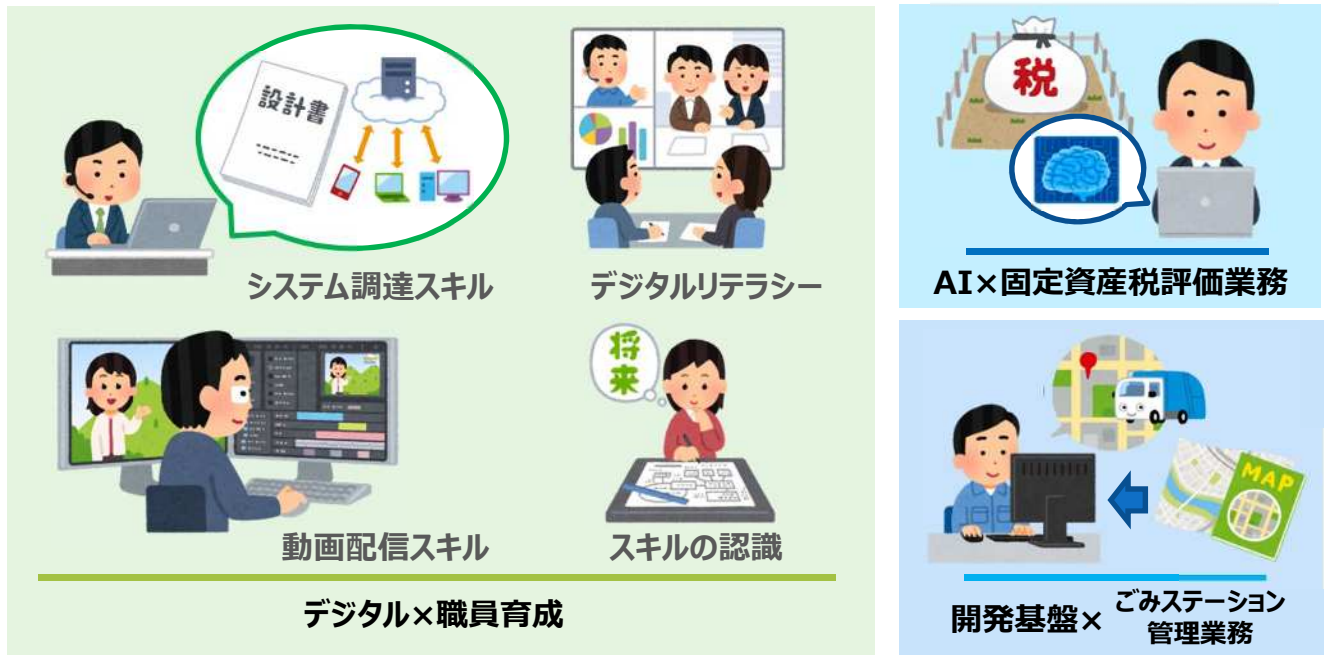 設計書
システム調達スキル
デジタルリテラシー
動画配信スキル
将来
スキルの認識
デジタル×職員育成
税
AI×固定資産税評価業務
MAP
開発基盤×
ごみステーション
管理業務